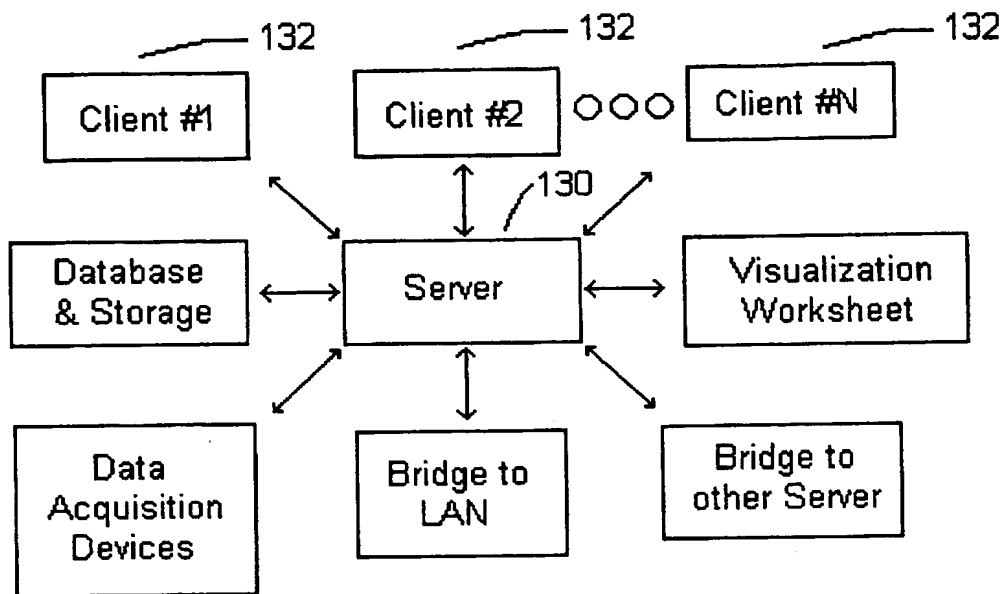 132
132
132
Client #1
Client #2
Client #N
130
Database
& Storage
Server
Visualization
Worksheet
Data
Acquisition
Devices
Bridge to
LAN
Bridge to
other Server